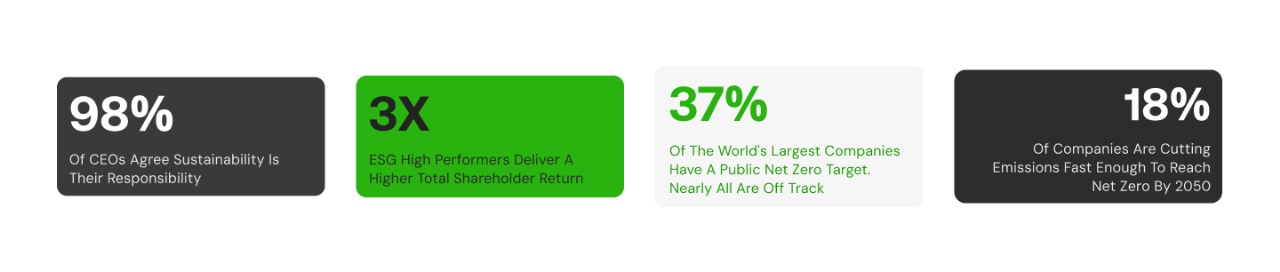 98%
Of CEOs Agree Sustainability Is
Their Responsibility
3X
ESG High Performers Deliver A
Higher Total Shareholder Return
37%
Of The World's Largest Companies
Have A Public Net Zero Target.
Nearly All Are Off Track
18%
Of Companies Are Cutting
Emissions Fast Enough To Reach
Net Zero By 2050